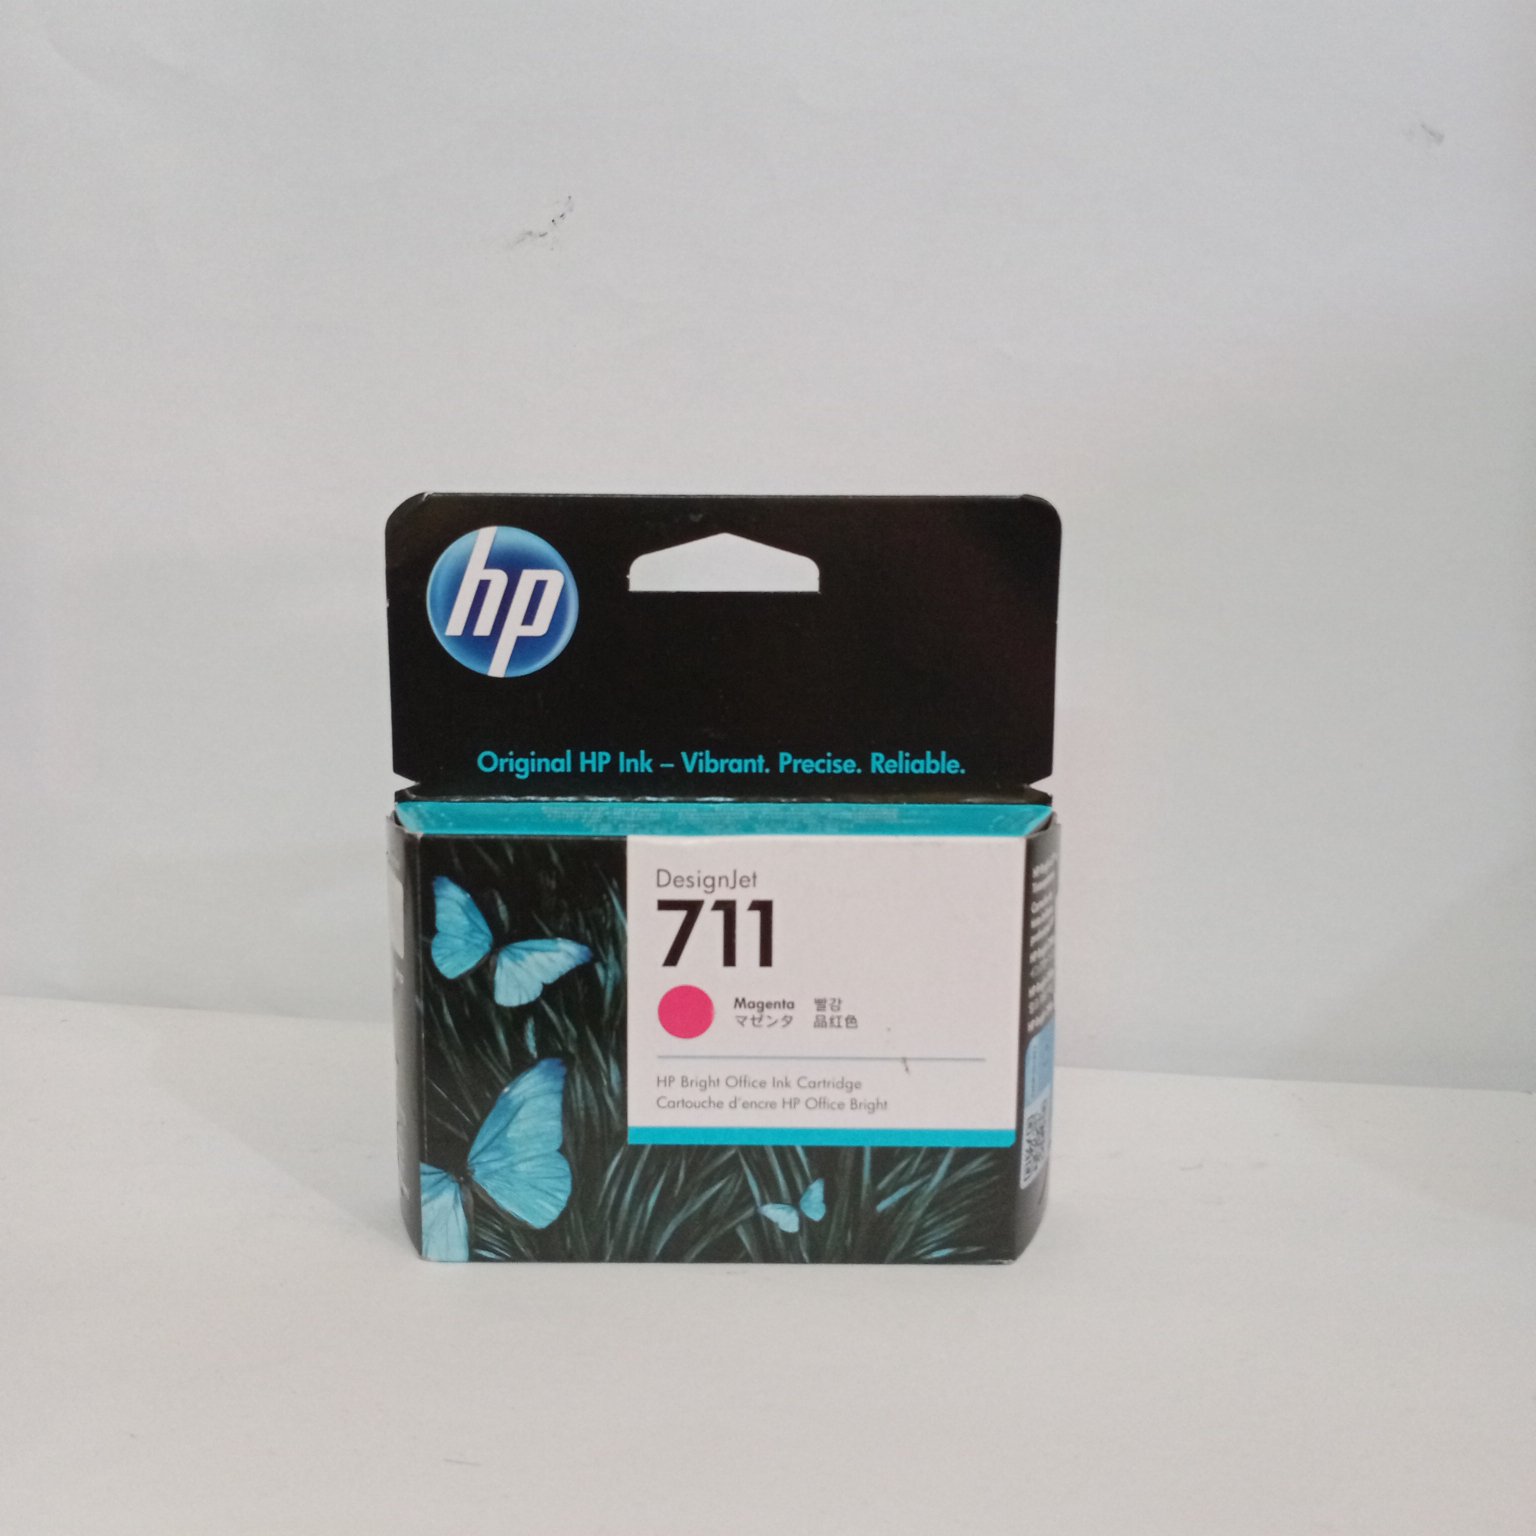 hp
Original HP Ink – Vibrant. Precise. Reliable.
DesignJet
711
Magenta 빨강
マゼンタ 品紅色
HP Bright Office Ink Cartridge
Cartouche d'encre HP Office Bright